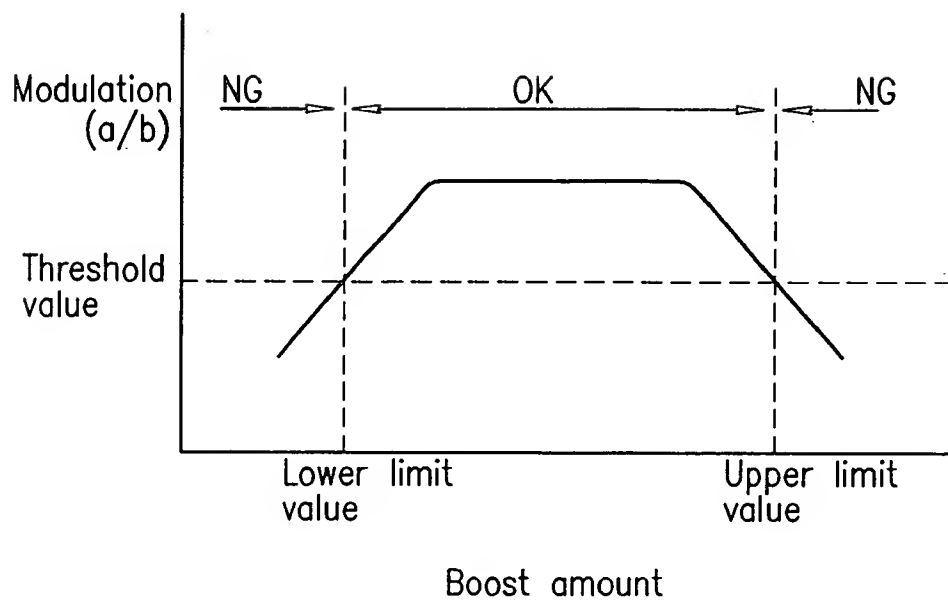 Modulation
(a/b)
NG
OK
NG
Threshold
value
Lower limit
value
Upper limit
value
Boost amount